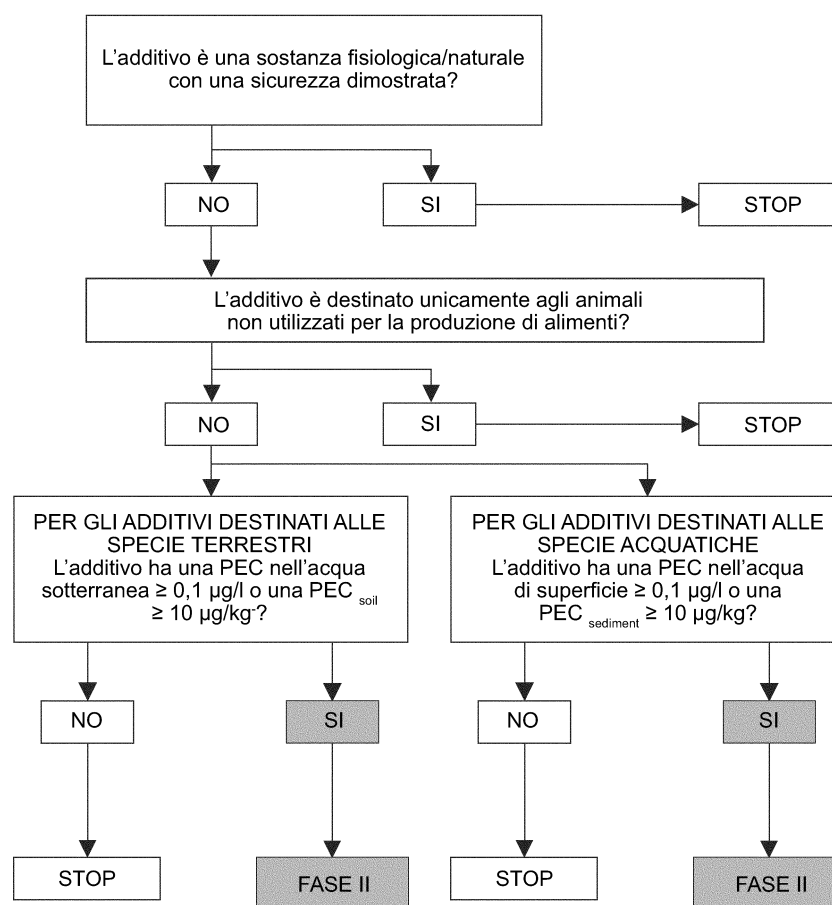 L'additivo è una sostanza fisiologica/naturale
con una sicurezza dimostrata?
NO
SI
STOP
L'additivo è destinato unicamente agli animali
non utilizzati per la produzione di alimenti?
NO
SI
STOP
PER GLI ADDITIVI DESTINATI ALLE
SPECIE TERRESTRI
L'additivo ha una PEC nell'acqua
sotterranea ≥ 0,1 µg/l o una PEC soil
≥ 10 µg/kg-?
PER GLI ADDITIVI DESTINATI ALLE
SPECIE ACQUATICHE
L'additivo ha una PEC nell'acqua
di superficie ≥ 0,1 µg/l o una
PEC sediment ≥ 10 µg/kg?
NO
SI
NO
SI
STOP
FASE II
STOP
FASE II